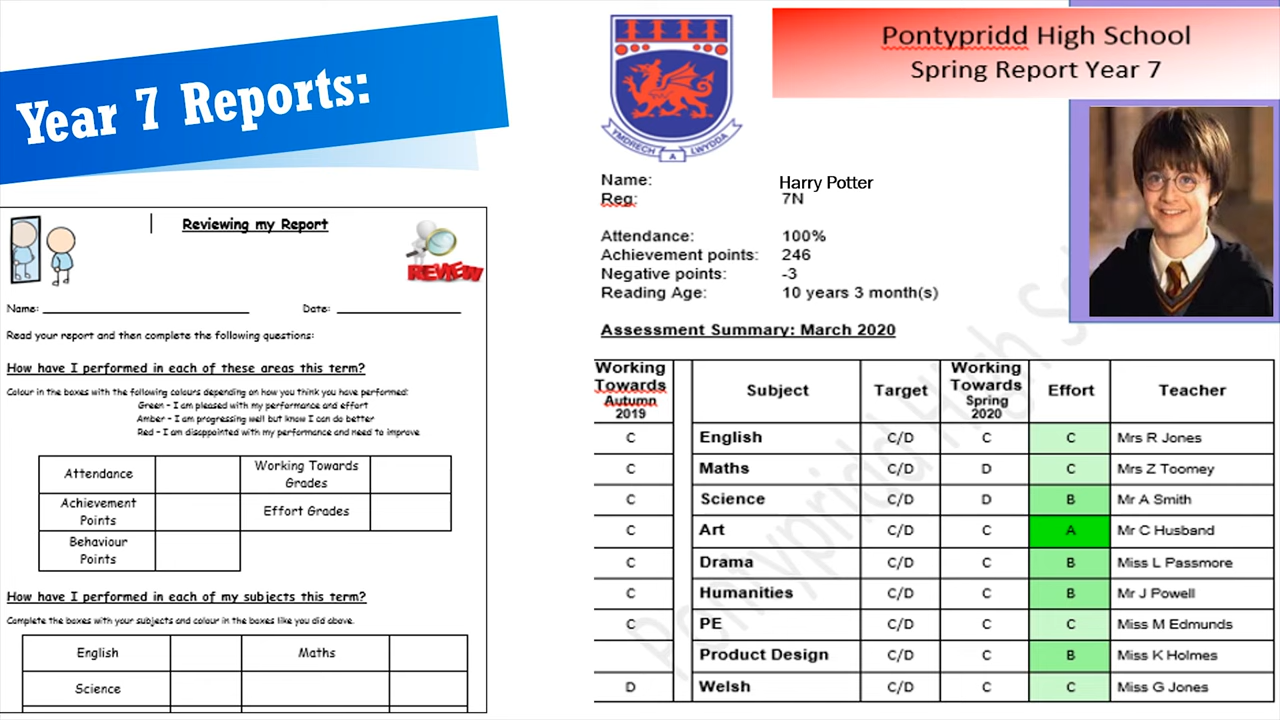 Year 7 Reports:
Reviewing my Report
REVIEW
Name: Date:
Read your report and then complete the following questions:
How have I performed in each of these areas this term?
Colour in the boxes with the following colours depending on how you think you have performed:
Green – I am pleased with my performance and effort
Amber – I am progressing well but know I can do better
Red – I am disappointed with my performance and need to improve
Attendance Working Towards Grades
Achievement Points Effort Grades
Behaviour Points
How have I performed in each of my subjects this term?
Complete the boxes with your subjects and colour in the boxes like you did above.
English Maths
Science
YMDRECH A LWYDDA
Pontypridd High School
Spring Report Year 7
Name: Harry Potter
Reg: 7N
Attendance: 100%
Achievement points: 246
Negative points: -3
Reading Age: 10 years 3 month(s)
Assessment Summary: March 2020
Working Towards Autumn 2019 Subject Target Working Towards Spring 2020 Effort Teacher
C English C/D C C Mrs R Jones
C Maths C/D D C Mrs Z Toomey
C Science C/D D B Mr A Smith
C Art C/D C A Mr C Husband
C Drama C/D C B Miss L Passmore
C Humanities C/D C B Mr J Powell
C PE C/D C C Miss M Edmunds
Product Design C/D C B Miss K Holmes
D Welsh C/D C C Miss G Jones